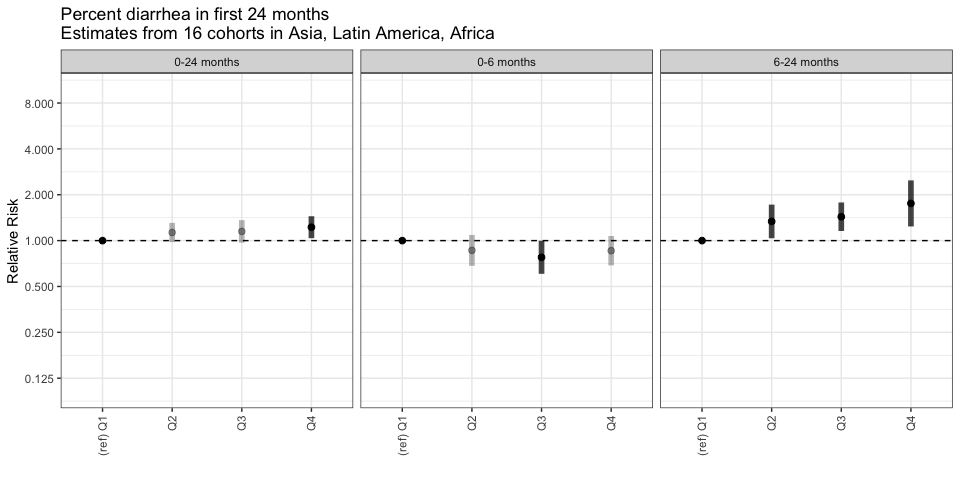 Percent diarrhea in first 24 months
Estimates from 16 cohorts in Asia, Latin America, Africa
0-24 months
0-6 months
6-24 months
Relative Risk
8.000
4.000
2.000
1.000
0.500
0.250
0.125
(ref) Q1
Q2
Q3
Q4
(ref) Q1
Q2
Q3
Q4
(ref) Q1
Q2
Q3
Q4